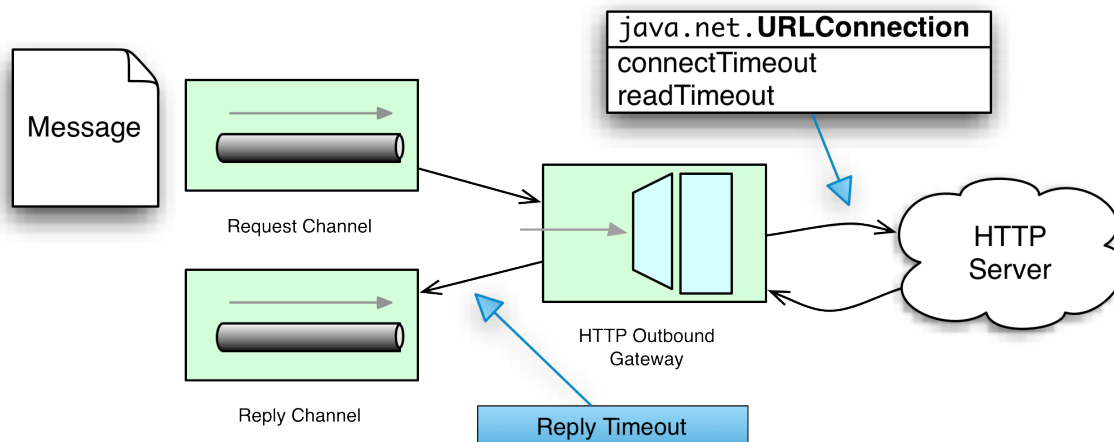 java.net.URLConnection
connectTimeout
readTimeout
Message
Request Channel
HTTP
Server
HTTP Outbound
Gateway
Reply Channel
Reply Timeout